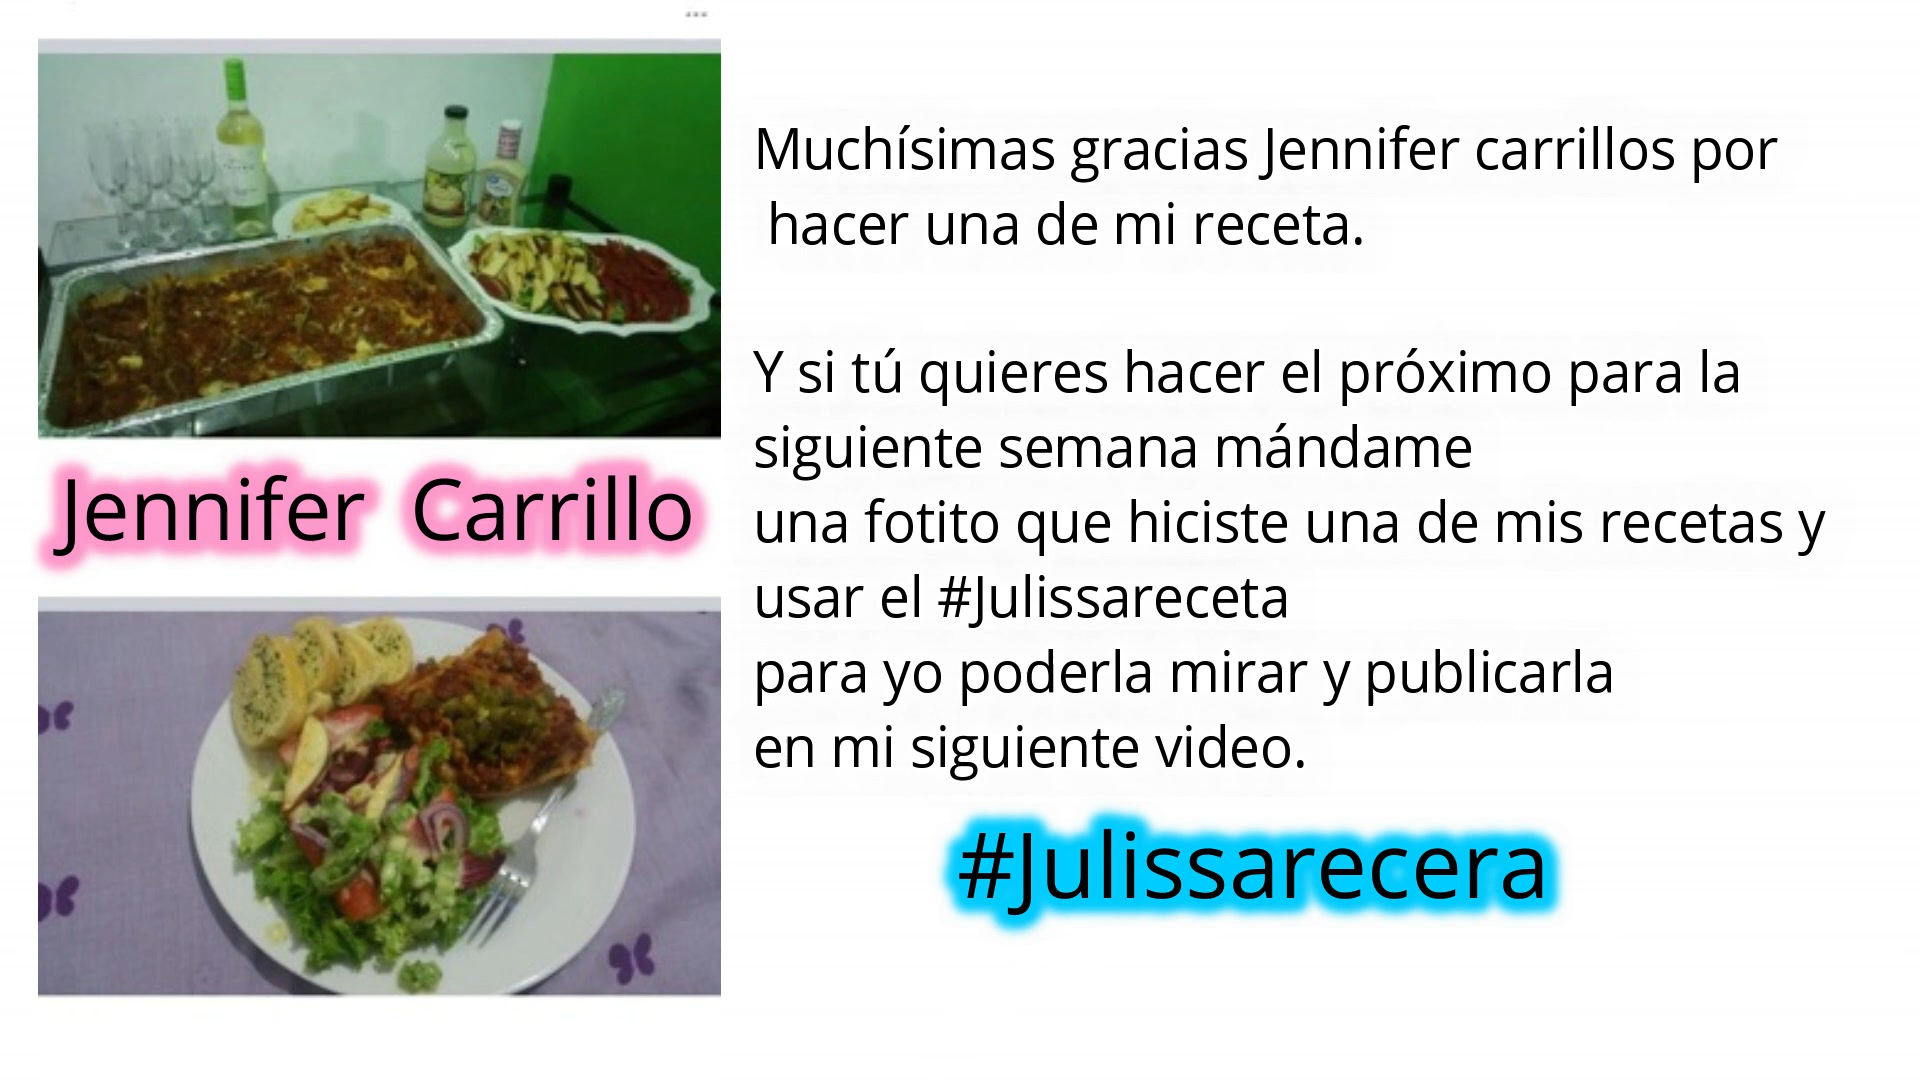 Jennifer Carrillo
Muchísimas gracias Jennifer carrillos por
hacer una de mi receta.
Y si tú quieres hacer el próximo para la
siguiente semana mándame
una fotito que hiciste una de mis recetas y
usar el #Julissareceta
para yo poderla mirar y publicarla
en mi siguiente video.
#Julissarecera